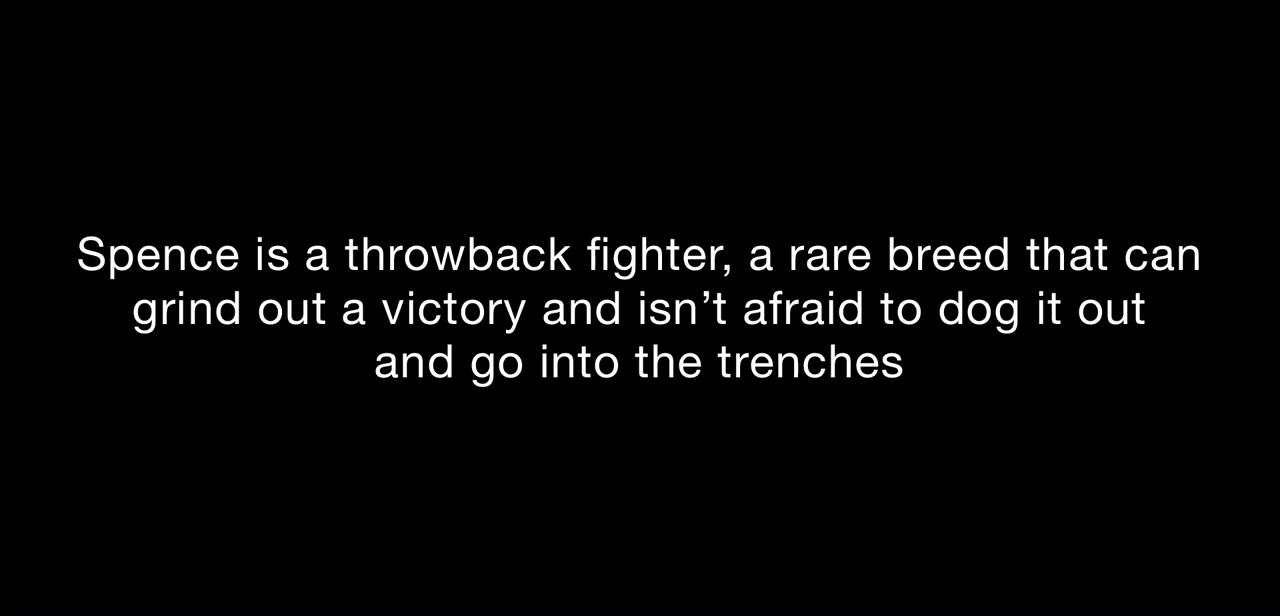 Spence is a throwback fighter, a rare breed that can
grind out a victory and isn’t afraid to dog it out
and go into the trenches